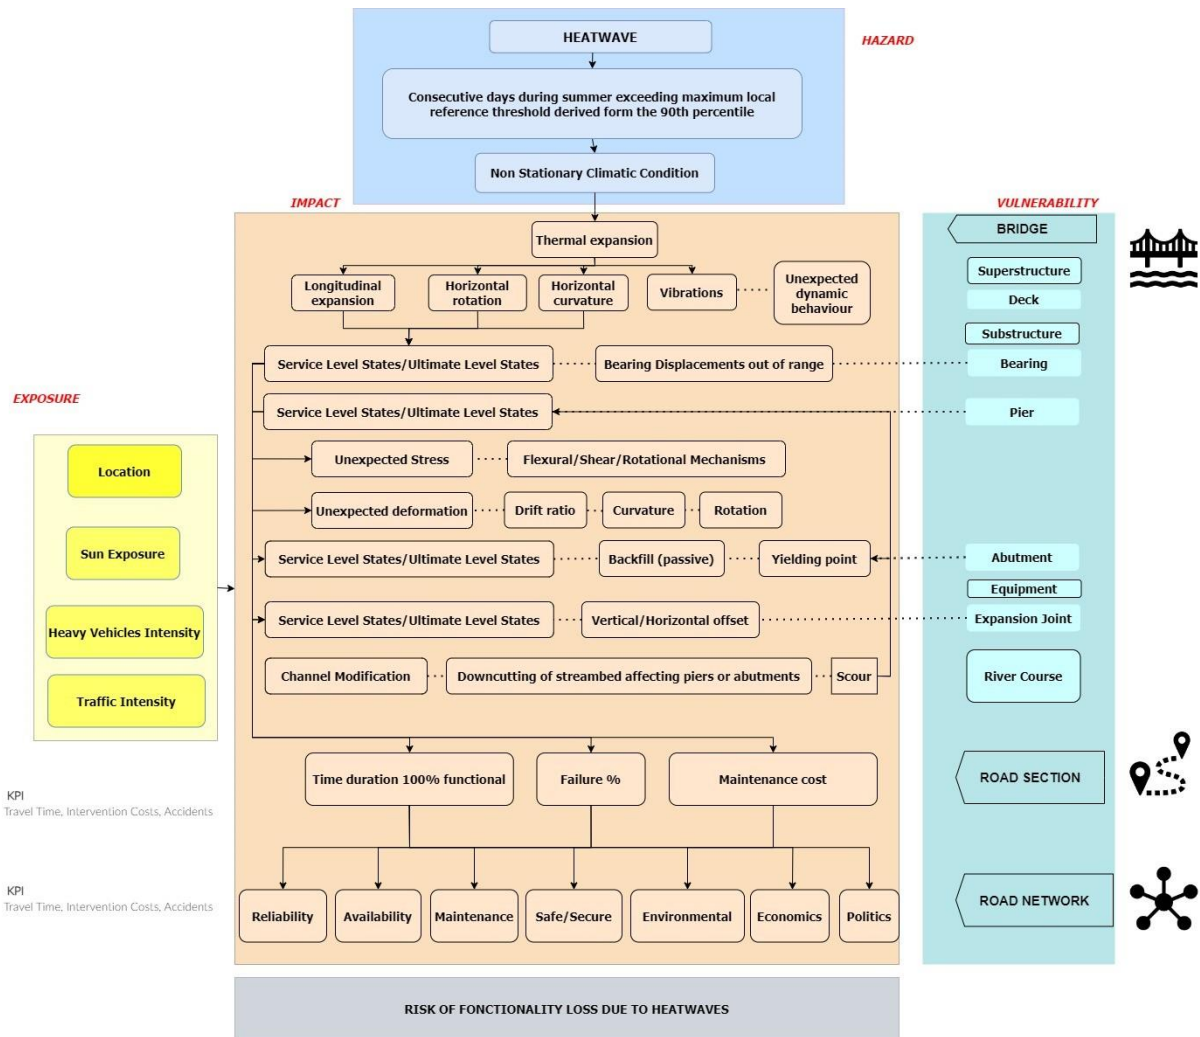 HEATWAVE
HAZARD
Consecutive days during summer exceeding maximum local
reference threshold derived form the 90th percentile
Non Stationary Climatic Condition
IMPACT
VULNERABILITY
Thermal expansion
BRIDGE
Longitudinal
expansion
Horizontal
rotation
Horizontal
curvature
Vibrations
Unexpected
dynamic
behaviour
Superstructure
Deck
Substructure
Service Level States/Ultimate Level States
Bearing Displacements out of range
Bearing
EXPOSURE
Service Level States/Ultimate Level States
Pier
Location
Unexpected Stress
Flexural/Shear/Rotational Mechanisms
Unexpected deformation
Drift ratio
Curvature
Rotation
Sun Exposure
Service Level States/Ultimate Level States
Backfill (passive)
Yielding point
Abutment
Equipment
Heavy Vehicles Intensity
Service Level States/Ultimate Level States
Vertical/Horizontal offset
Expansion Joint
Channel Modification
Downcutting of streambed affecting piers or abutments
Scour
River Course
Traffic Intensity
Time duration 100% functional
Failure %
Maintenance cost
ROAD SECTION
KPI
Travel Time, Intervention Costs, Accidents
KPI
Travel Time, Intervention Costs, Accidents
Reliability
Availability
Maintenance
Safe/Secure
Environmental
Economics
Politics
ROAD NETWORK
RISK OF FONCTIONALITY LOSS DUE TO HEATWAVES